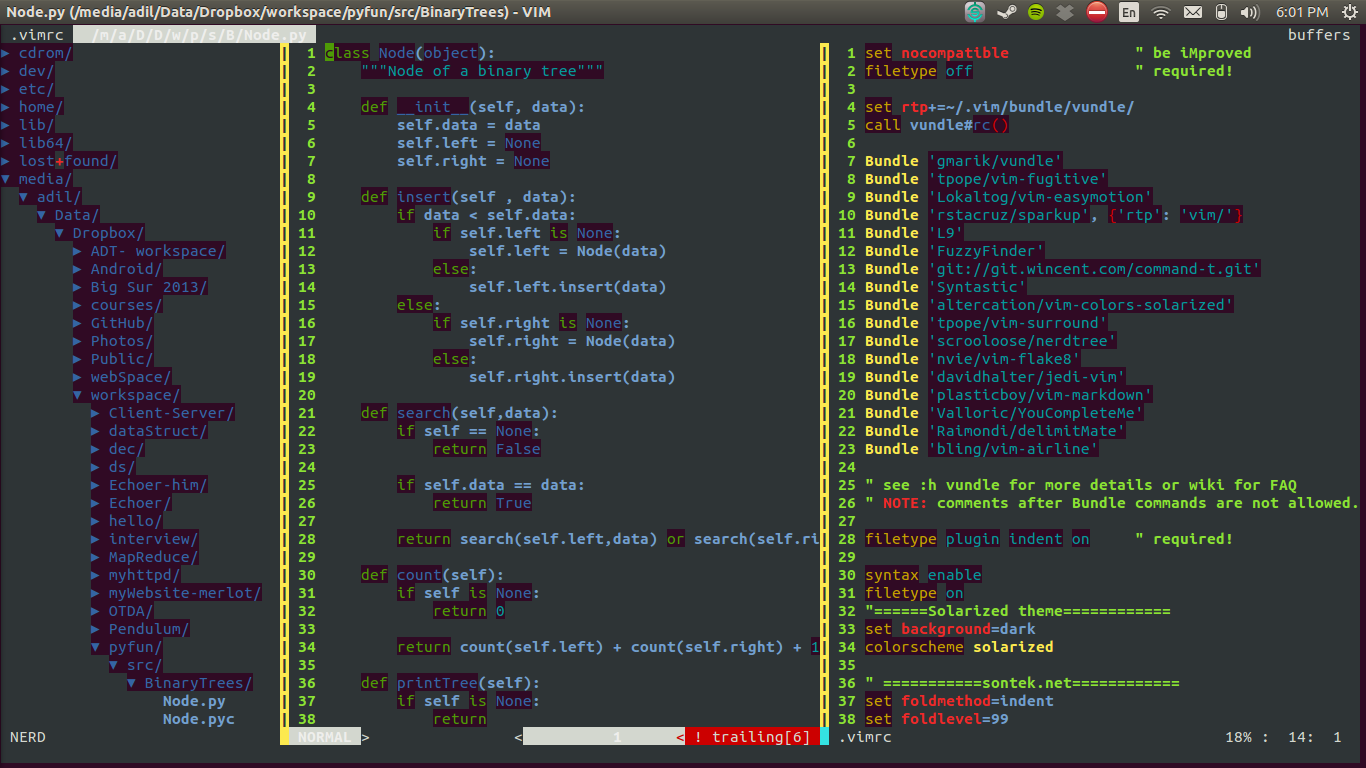 Node.py (/media/adil/Data/Dropbox/workspace/pyfun/src/BinaryTrees) - VIM
En
6:01 PM
.vimrc /m/a/D/D/w/p/s/B/Node.py
buffers
▶ cdrom/
▶ dev/
▶ etc/
▶ home/
▶ lib/
▶ lib64/
▶ lost+found/
▼ media/
▼ adil/
▼ Data/
▼ Dropbox/
▶ ADT- workspace/
▶ Android/
▶ Big Sur 2013/
▶ courses/
▶ GitHub/
▶ Photos/
▶ Public/
▶ webSpace/
▼ workspace/
▶ Client-Server/
▶ dataStruct/
▶ dec/
▶ ds/
▶ Echoer-him/
▶ Echoer/
▶ hello/
▶ interview/
▶ MapReduce/
▶ myhttpd/
▶ myWebsite-merlot/
▶ OTDA/
▶ Pendulum/
▼ pyfun/
▼ src/
▼ BinaryTrees/
Node.py
Node.pyc
NERD
1 class Node(object):
2     """Node of a binary tree"""
3
4     def __init__(self, data):
5         self.data = data
6         self.left = None
7         self.right = None
8
9     def insert(self , data):
10         if data < self.data:
11             if self.left is None:
12                 self.left = Node(data)
13             else:
14                 self.left.insert(data)
15         else:
16             if self.right is None:
17                 self.right = Node(data)
18             else:
19                 self.right.insert(data)
20
21     def search(self,data):
22         if self == None:
23             return False
24
25         if self.data == data:
26             return True
27
28         return search(self.left,data) or search(self.ri
29
30     def count(self):
31         if self is None:
32             return 0
33
34         return count(self.left) + count(self.right) + 1
35
36     def printTree(self):
37         if self is None:
38             return
NORMAL > < 1 < ! trailing[6]
1 set nocompatible              " be iMproved
2 filetype off                  " required!
3
4 set rtp+=~/.vim/bundle/vundle/
5 call vundle#rc()
6
7 Bundle 'gmarik/vundle'
8 Bundle 'tpope/vim-fugitive'
9 Bundle 'Lokaltog/vim-easymotion'
10 Bundle 'rstacruz/sparkup', {'rtp': 'vim/'}
11 Bundle 'L9'
12 Bundle 'FuzzyFinder'
13 Bundle 'git://git.wincent.com/command-t.git'
14 Bundle 'Syntastic'
15 Bundle 'altercation/vim-colors-solarized'
16 Bundle 'tpope/vim-surround'
17 Bundle 'scrooloose/nerdtree'
18 Bundle 'nvie/vim-flake8'
19 Bundle 'davidhalter/jedi-vim'
20 Bundle 'plasticboy/vim-markdown'
21 Bundle 'Valloric/YouCompleteMe'
22 Bundle 'Raimondi/delimitMate'
23 Bundle 'bling/vim-airline'
24
25 " see :h vundle for more details or wiki for FAQ
26 " NOTE: comments after Bundle commands are not allowed.
27
28 filetype plugin indent on     " required!
29
30 syntax enable
31 filetype on
32 "======Solarized theme============
33 set background=dark
34 colorscheme solarized
35
36 " ===========sontek.net============
37 set foldmethod=indent
38 set foldlevel=99
.vimrc 18% : 14: 1